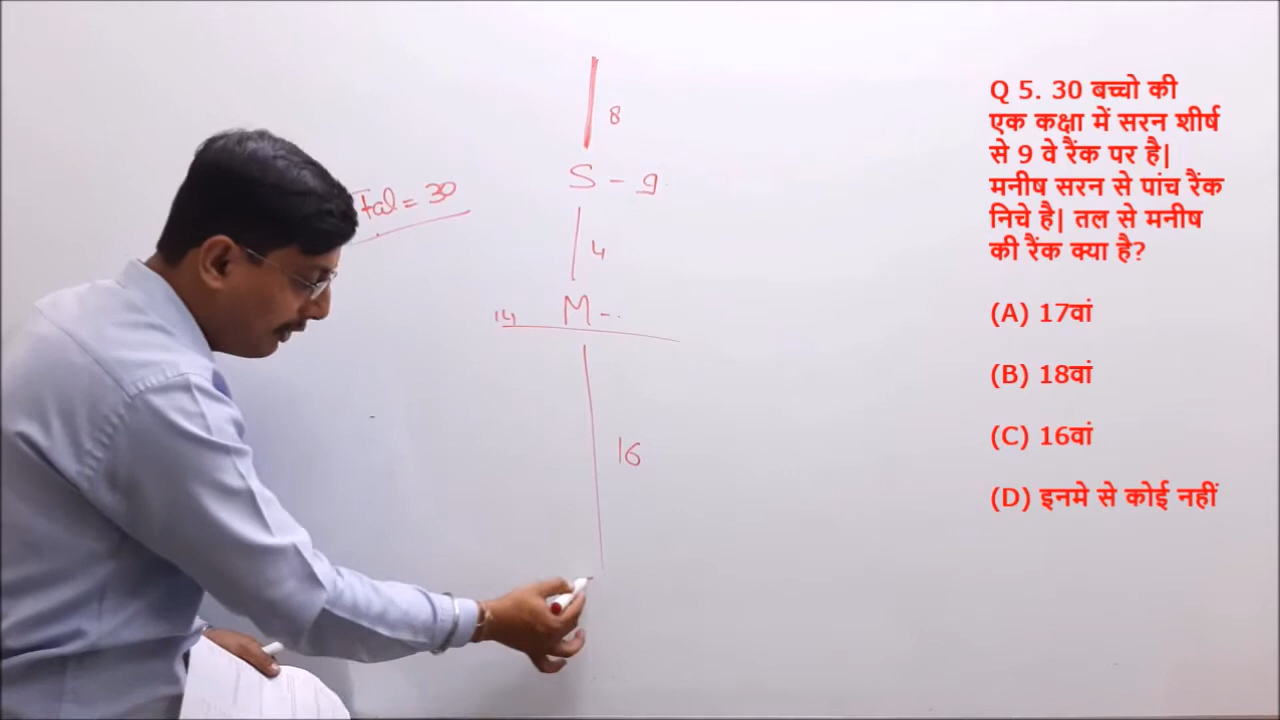 8
S - 9
tal = 30
4
14 M -
16
Q 5. 30 बच्चो की
एक कक्षा में सरन शीर्ष
से 9 वे रैंक पर है|
मनीष सरन से पांच रैंक
निचे है| तल से मनीष
की रैंक क्या है?
(A) 17वां
(B) 18वां
(C) 16वां
(D) इनमे से कोई नहीं